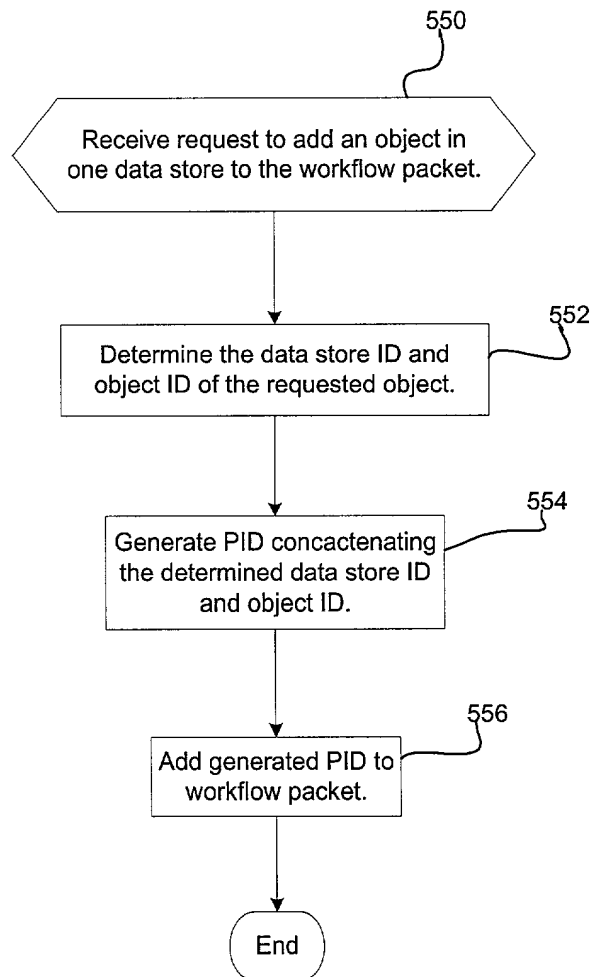 550
Receive request to add an object in
one data store to the workflow packet.
552
Determine the data store ID and
object ID of the requested object.
554
Generate PID concactenating
the determined data store ID
and object ID.
556
Add generated PID to
workflow packet.
End